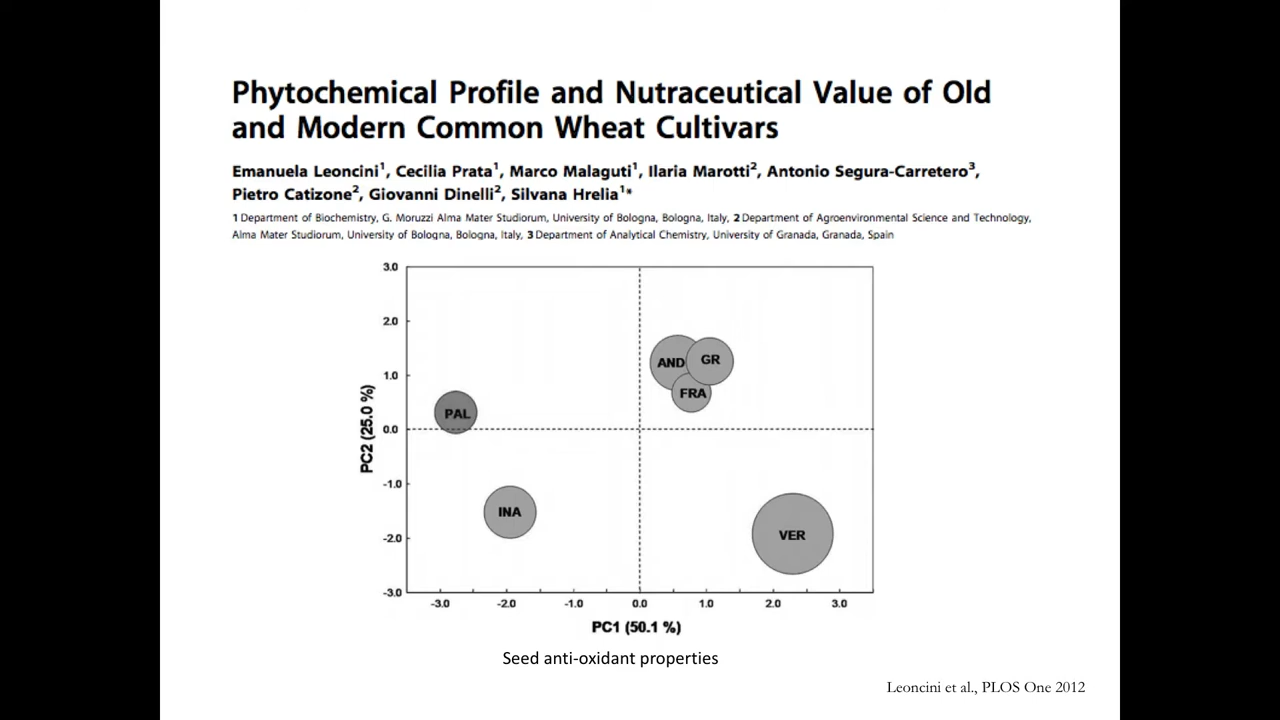 Phytochemical Profile and Nutraceutical Value of Old
and Modern Common Wheat Cultivars
Emanuela Leoncini1, Cecilia Prata1, Marco Malaguti1, Ilaria Marotti2, Antonio Segura-Carretero3,
Pietro Catizone2, Giovanni Dinelli2, Silvana Hrelia1*
1 Department of Biochemistry, G. Moruzzi Alma Mater Studiorum, University of Bologna, Bologna, Italy, 2 Department of Agroenvironmental Science and Technology,
Alma Mater Studiorum, University of Bologna, Bologna, Italy, 3 Department of Analytical Chemistry, University of Granada, Granada, Spain
3.0
2.0
1.0
0.0
-1.0
-2.0
-3.0
PC2 (25.0 %)
AND
GR
FRA
PAL
INA
VER
-3.0 -2.0 -1.0 0.0 1.0 2.0 3.0
PC1 (50.1 %)
Seed anti-oxidant properties
Leoncini et al., PLOS One 2012